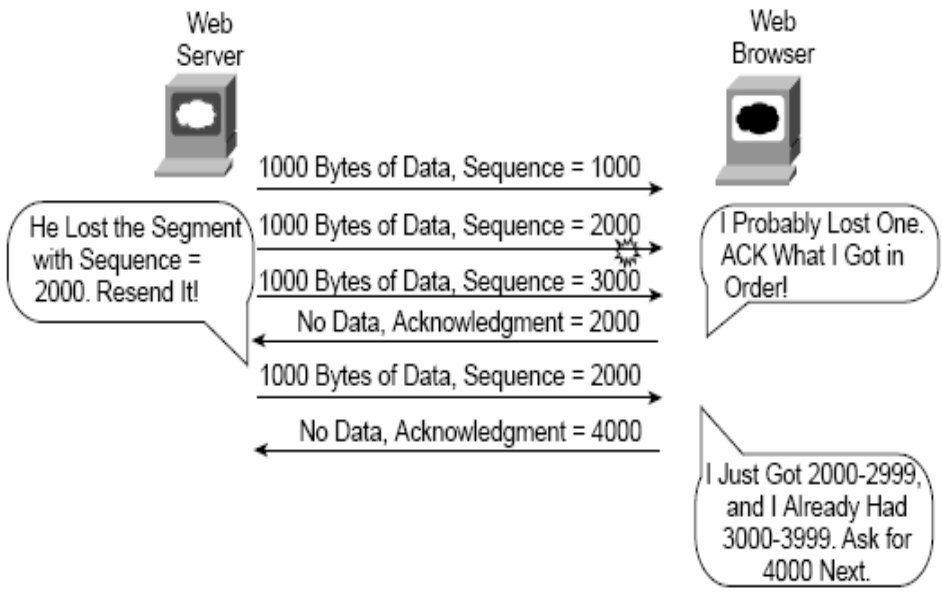 Web
Server
Web
Browser
1000 Bytes of Data, Sequence = 1000
He Lost the Segment
with Sequence =
2000. Resend It!
1000 Bytes of Data, Sequence = 2000
I Probably Lost One.
ACK What I Got in
Order!
1000 Bytes of Data, Sequence = 3000
No Data, Acknowledgment = 2000
1000 Bytes of Data, Sequence = 2000
No Data, Acknowledgment = 4000
I Just Got 2000-2999,
and I Already Had
3000-3999. Ask for
4000 Next.